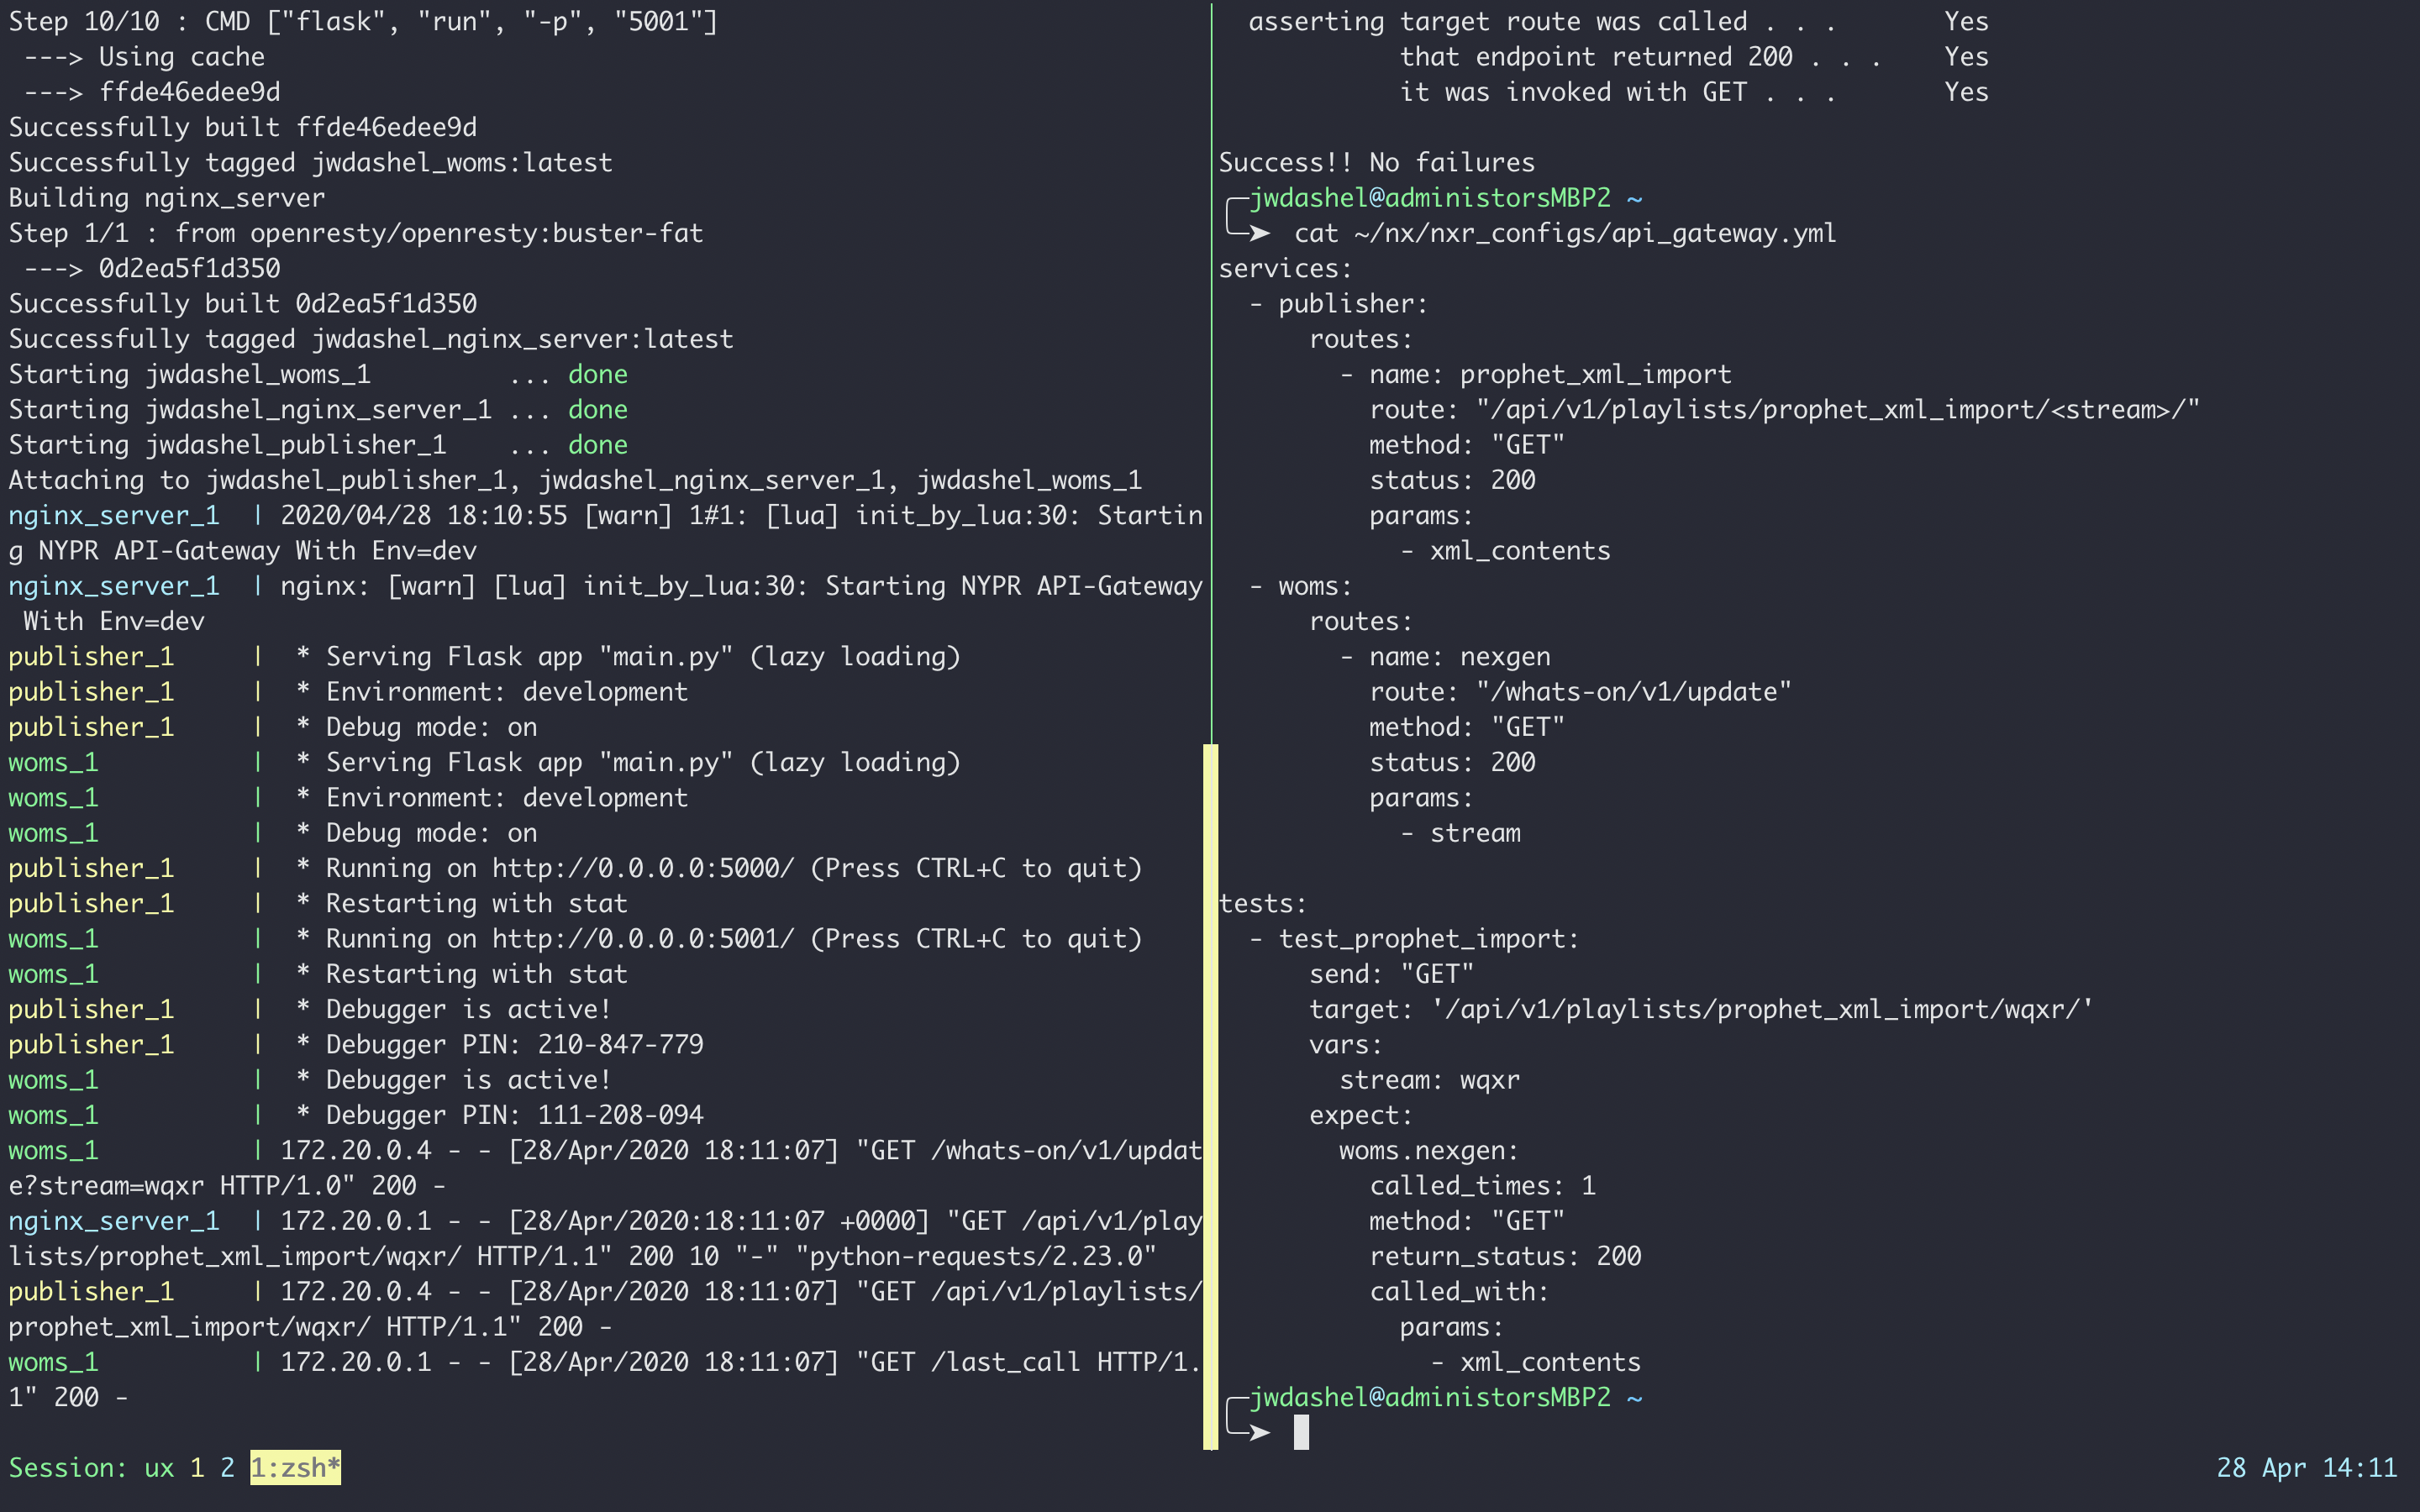 Step 10/10 : CMD ["flask", "run", "-p", "5001"]
 ---> Using cache
 ---> ffde46edee9d
Successfully built ffde46edee9d
Successfully tagged jwdashel_woms:latest
Building nginx_server
Step 1/1 : from openresty/openresty:buster-fat
 ---> 0d2ea5f1d350
Successfully built 0d2ea5f1d350
Successfully tagged jwdashel_nginx_server:latest
Starting jwdashel_woms_1         ... done
Starting jwdashel_nginx_server_1 ... done
Starting jwdashel_publisher_1    ... done
Attaching to jwdashel_publisher_1, jwdashel_nginx_server_1, jwdashel_woms_1
nginx_server_1  | 2020/04/28 18:10:55 [warn] 1#1: [lua] init_by_lua:30: Startin
g NYPR API-Gateway With Env=dev
nginx_server_1  | nginx: [warn] [lua] init_by_lua:30: Starting NYPR API-Gateway
 With Env=dev
publisher_1     |  * Serving Flask app "main.py" (lazy loading)
publisher_1     |  * Environment: development
publisher_1     |  * Debug mode: on
woms_1          |  * Serving Flask app "main.py" (lazy loading)
woms_1          |  * Environment: development
woms_1          |  * Debug mode: on
publisher_1     |  * Running on http://0.0.0.0:5000/ (Press CTRL+C to quit)
publisher_1     |  * Restarting with stat
woms_1          |  * Running on http://0.0.0.0:5001/ (Press CTRL+C to quit)
woms_1          |  * Restarting with stat
publisher_1     |  * Debugger is active!
publisher_1     |  * Debugger PIN: 210-847-779
woms_1          |  * Debugger is active!
woms_1          |  * Debugger PIN: 111-208-094
woms_1          | 172.20.0.4 - - [28/Apr/2020 18:11:07] "GET /whats-on/v1/updat
e?stream=wqxr HTTP/1.0" 200 -
nginx_server_1  | 172.20.0.1 - - [28/Apr/2020:18:11:07 +0000] "GET /api/v1/play
lists/prophet_xml_import/wqxr/ HTTP/1.1" 200 10 "-" "python-requests/2.23.0"
publisher_1     | 172.20.0.4 - - [28/Apr/2020 18:11:07] "GET /api/v1/playlists/
prophet_xml_import/wqxr/ HTTP/1.1" 200 -
woms_1          | 172.20.0.1 - - [28/Apr/2020 18:11:07] "GET /last_call HTTP/1.
1" 200 -
  asserting target route was called . . .       Yes
            that endpoint returned 200 . . .    Yes
            it was invoked with GET . . .       Yes
Success!! No failures
╭─jwdashel@administorsMBP2 ~
╰─➤  cat ~/nx/nxr_configs/api_gateway.yml
services:
  - publisher:
      routes:
        - name: prophet_xml_import
          route: "/api/v1/playlists/prophet_xml_import/<stream>/"
          method: "GET"
          status: 200
          params:
            - xml_contents
  - woms:
      routes:
        - name: nexgen
          route: "/whats-on/v1/update"
          method: "GET"
          status: 200
          params:
            - stream
tests:
  - test_prophet_import:
      send: "GET"
      target: '/api/v1/playlists/prophet_xml_import/wqxr/'
      vars:
        stream: wqxr
      expect:
        woms.nexgen:
          called_times: 1
          method: "GET"
          return_status: 200
          called_with:
            params:
              - xml_contents
╭─jwdashel@administorsMBP2 ~
╰─➤
Session: ux 1 2 1:zsh*
28 Apr 14:11